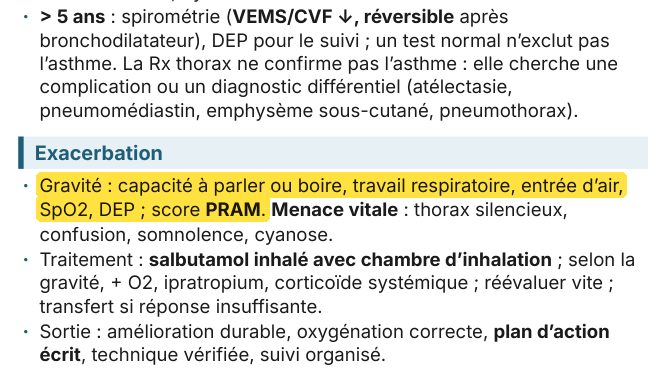 · > 5 ans : spirométrie (VEMS/CVF ↓, réversible après
bronchodilatateur), DEP pour le suivi ; un test normal n’exclut pas
l’asthme. La Rx thorax ne confirme pas l’asthme : elle cherche une
complication ou un diagnostic différentiel (atélectasie,
pneumomédiastin, emphysème sous-cutané, pneumothorax).
Exacerbation
· Gravité : capacité à parler ou boire, travail respiratoire, entrée d’air,
SpO2, DEP ; score PRAM. Menace vitale : thorax silencieux,
confusion, somnolence, cyanose.
· Traitement : salbutamol inhalé avec chambre d’inhalation ; selon la
gravité, + O2, ipratropium, corticoïde systémique ; réévaluer vite ;
transfert si réponse insuffisante.
· Sortie : amélioration durable, oxygénation correcte, plan d’action
écrit, technique vérifiée, suivi organisé.